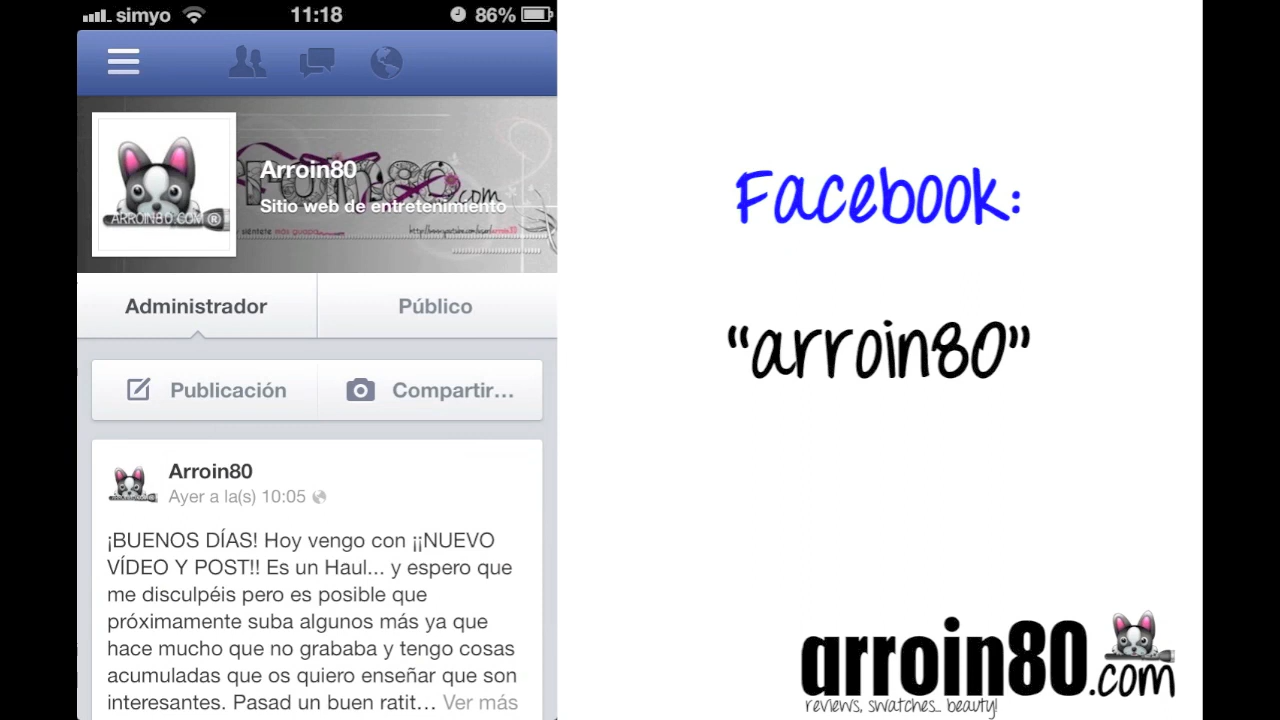 simyo 11:18 86%
Arroin80
Sitio web de entretenimiento
ARROIN80.COM ®
siéntete más guapa
Administrador
Público
Publicación
Compartir...
Arroin80
Ayer a la(s) 10:05
¡BUENOS DÍAS! Hoy vengo con ¡¡NUEVO
VÍDEO Y POST!! Es un Haul... y espero que
me disculpéis pero es posible que
próximamente suba algunos más ya que
hace mucho que no grababa y tengo cosas
acumuladas que os quiero enseñar que son
interesantes. Pasad un buen ratit... Ver más
Facebook:
“arroin80”
arroin80.com
reviews, swatches... beauty!